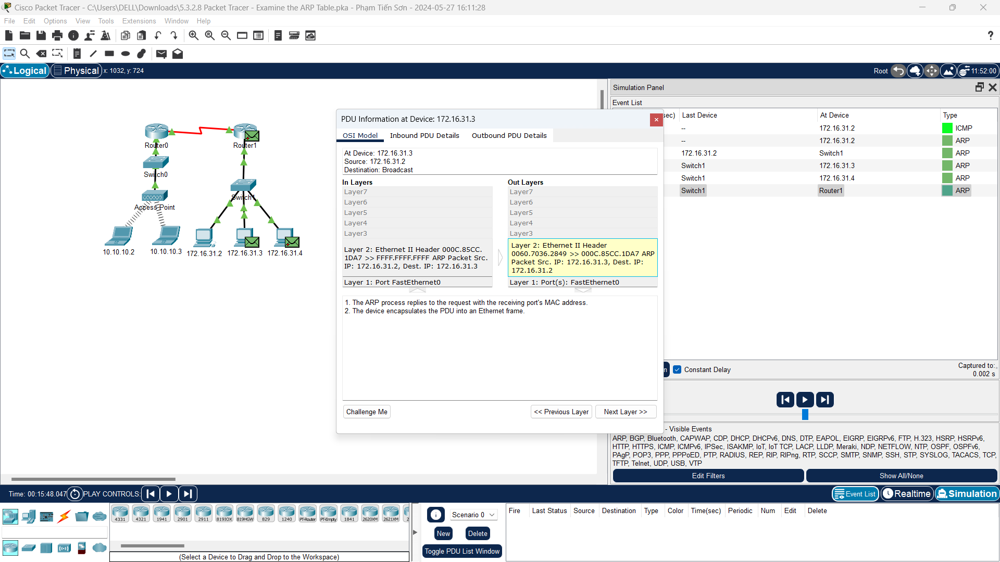 Cisco Packet Tracer - C:\Users\DELL\Downloads\5.3.2.8 Packet Tracer - Examine the ARP Table.pka - Phạm Tiến Sơn - 2024-05-27 16:11:28
File Edit Options View Tools Extensions Window Help
?
Logical Physical x: 1032, y: 724
Root 11:52:00
Simulation Panel
Event List
sec) Last Device At Device Type
-- 172.16.31.2 ICMP
-- 172.16.31.2 ARP
172.16.31.2 Switch1 ARP
Switch1 172.16.31.3 ARP
Switch1 172.16.31.4 ARP
Switch1 Router1 ARP
Router0
Router1
Switch0
Switch1
Access Point
10.10.10.2 10.10.10.3 172.16.31.2 172.16.31.3 172.16.31.4
PDU Information at Device: 172.16.31.3
OSI Model Inbound PDU Details Outbound PDU Details
At Device: 172.16.31.3
Source: 172.16.31.2
Destination: Broadcast
In Layers
Layer7
Layer6
Layer5
Layer4
Layer3
Layer 2: Ethernet II Header 000C.85CC.
1DA7 >> FFFF.FFFF.FFFF ARP Packet Src.
IP: 172.16.31.2, Dest. IP: 172.16.31.3
Layer 1: Port FastEthernet0
Out Layers
Layer7
Layer6
Layer5
Layer4
Layer3
Layer 2: Ethernet II Header
0060.7036.2849 >> 000C.85CC.1DA7 ARP
Packet Src. IP: 172.16.31.3, Dest. IP:
172.16.31.2
Layer 1: Port(s): FastEthernet0
1. The ARP process replies to the request with the receiving port's MAC address.
2. The device encapsulates the PDU into an Ethernet frame.
Challenge Me << Previous Layer Next Layer >>
n Constant Delay
Captured to:
0.002 s
- Visible Events
ARP, BGP, Bluetooth, CAPWAP, CDP, DHCP, DHCPv6, DNS, DTP, EAPOL, EIGRP, EIGRPv6, FTP, H.323, HSRP, HSRPv6,
HTTP, HTTPS, ICMP, ICMPv6, IPSec, ISAKMP, IoT, IoT TCP, LACP, LLDP, Meraki, NDP, NETFLOW, NTP, OSPF, OSPFv6,
PAgP, POP3, PPP, PPPoED, PTP, RADIUS, REP, RIP, RIPng, RTP, SCCP, SMTP, SNMP, SSH, STP, SYSLOG, TACACS, TCP,
TFTP, Telnet, UDP, USB, VTP
Edit Filters Show All/None
Time: 00:15:48.047 PLAY CONTROLS:
Event List Realtime Simulation
4331 4321 1941 2901 2911 819IOX 819HGW 829 1240 PT-Router PT-Empty 1841 2620XM 2621XM 2
(Select a Device to Drag and Drop to the Workspace)
Scenario 0
New Delete
Toggle PDU List Window
Fire Last Status Source Destination Type Color Time(sec) Periodic Num Edit Delete